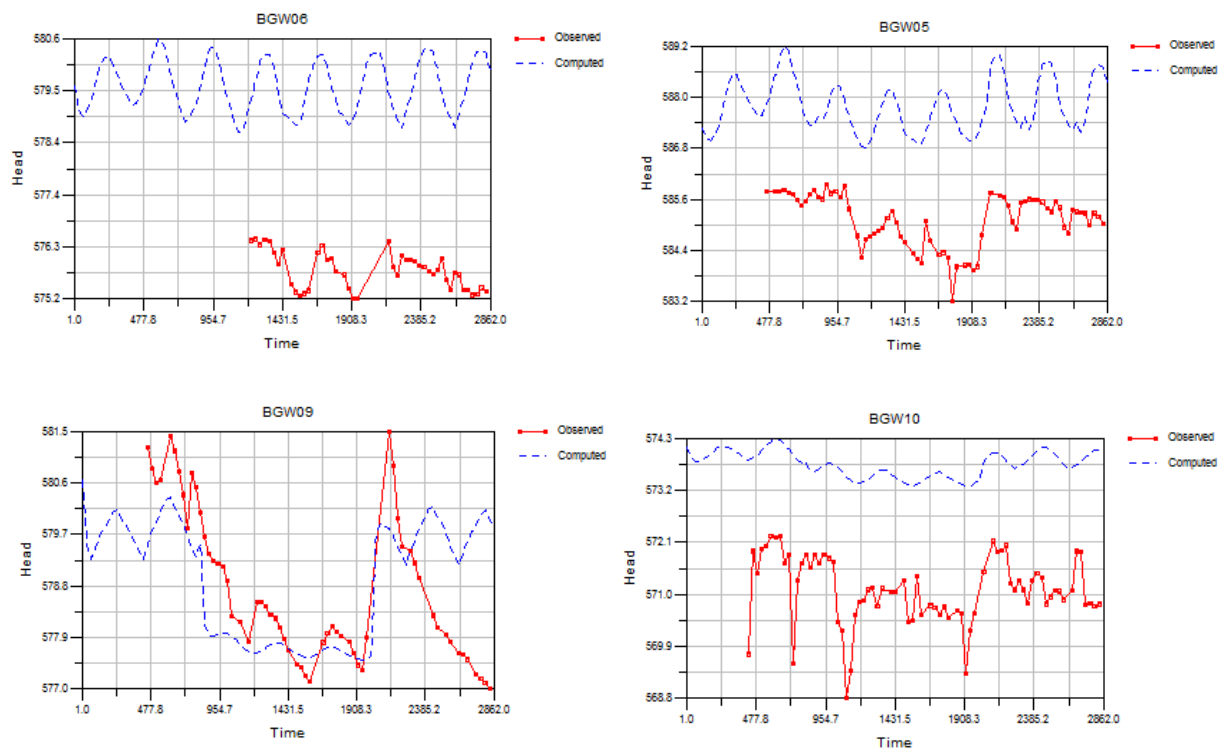 BGW06
580.6
579.5
578.4
577.4
576.3
575.2
Head
1.0 477.8 954.7 1431.5 1908.3 2385.2 2862.0
Time
Observed
Computed
BGW05
589.2
588.0
586.8
585.6
584.4
583.2
Head
1.0 477.8 954.7 1431.5 1908.3 2385.2 2862.0
Time
Observed
Computed
BGW09
581.5
580.6
579.7
578.8
577.9
577.0
Head
1.0 477.8 954.7 1431.5 1908.3 2385.2 2862.0
Time
Observed
Computed
BGW10
574.3
573.2
572.1
571.0
569.9
568.8
Head
1.0 477.8 954.7 1431.5 1908.3 2385.2 2862.0
Time
Observed
Computed